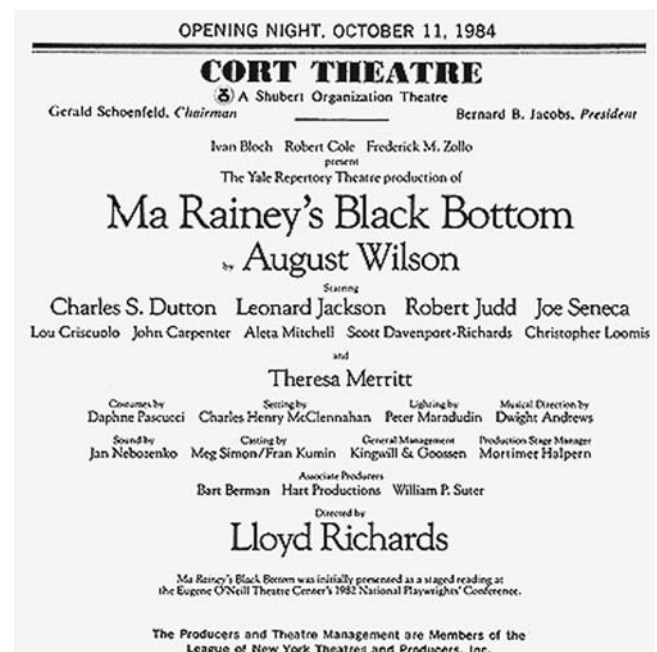 OPENING NIGHT, OCTOBER 11, 1984
CORT THEATRE
A Shubert Organization Theatre
Gerald Schoenfeld, Chairman Bernard B. Jacobs, President
Ivan Bloch Robert Cole Frederick M. Zollo
present
The Yale Repertory Theatre production of
Ma Rainey's Black Bottom
by August Wilson
Starring
Charles S. Dutton Leonard Jackson Robert Judd Joe Seneca
Lou Criscuolo John Carpenter Aleta Mitchell Scott Davenport-Richards Christopher Loomis
and
Theresa Merritt
Costumes by Setting by Lighting by Musical Direction by
Daphne Pascucci Charles Henry McClennahan Peter Maradudin Dwight Andrews
Sound by Casting by General Management Production Stage Manager
Jan Nebozenko Meg Simon/Fran Kumin Kingwill & Goossen Mortimer Halpern
Associate Producers
Bart Berman Hart Productions William P. Suter
Directed by
Lloyd Richards
Ma Rainey's Black Bottom was initially presented as a staged reading at
the Eugene O'Neill Theatre Center's 1982 National Playwrights' Conference.
The Producers and Theatre Management are Members of the
League of New York Theatres and Producers, Inc.